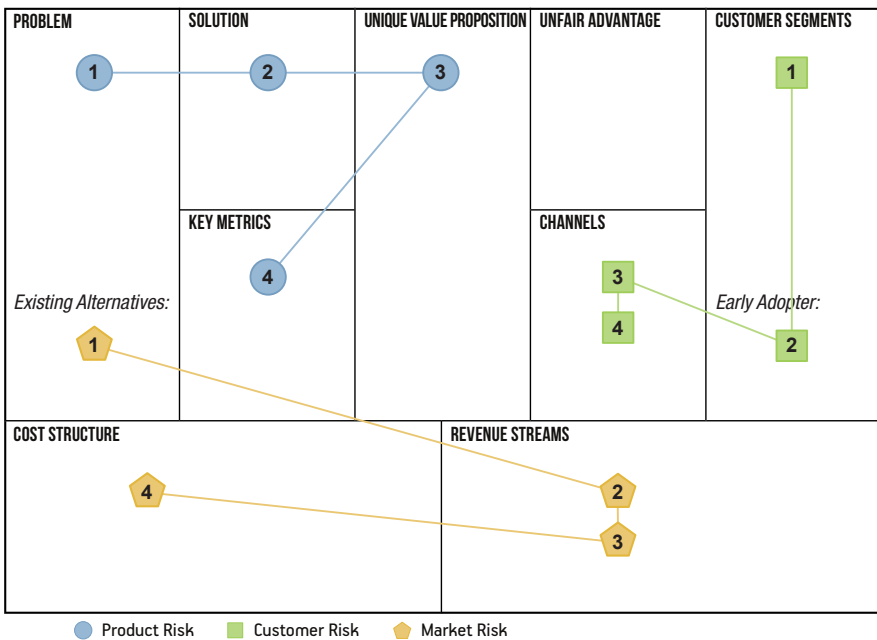 PROBLEM
SOLUTION
UNIQUE VALUE PROPOSITION
UNFAIR ADVANTAGE
CUSTOMER SEGMENTS
1
2
3
1
KEY METRICS
CHANNELS
4
3
4
Existing Alternatives:
Early Adopter:
1
2
COST STRUCTURE
REVENUE STREAMS
4
2
3
Product Risk
Customer Risk
Market Risk